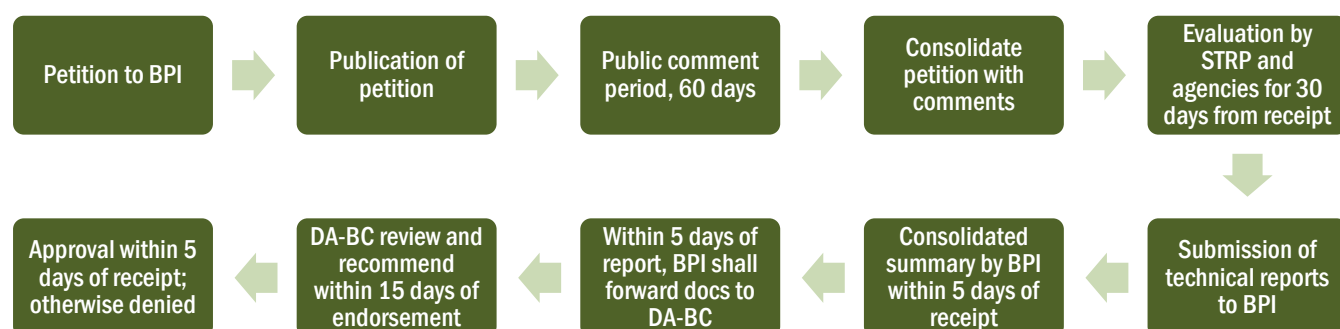 Petition to BPI
Publication of
petition
Public comment
period, 60 days
Consolidate
petition with
comments
Evaluation by
STRP and
agencies for 30
days from receipt
Submission of
technical reports
to BPI
Consolidated
summary by BPI
within 5 days of
receipt
Within 5 days of
report, BPI shall
forward docs to
DA-BC
DA-BC review and
recommend
within 15 days of
endorsement
Approval within 5
days of receipt;
otherwise denied